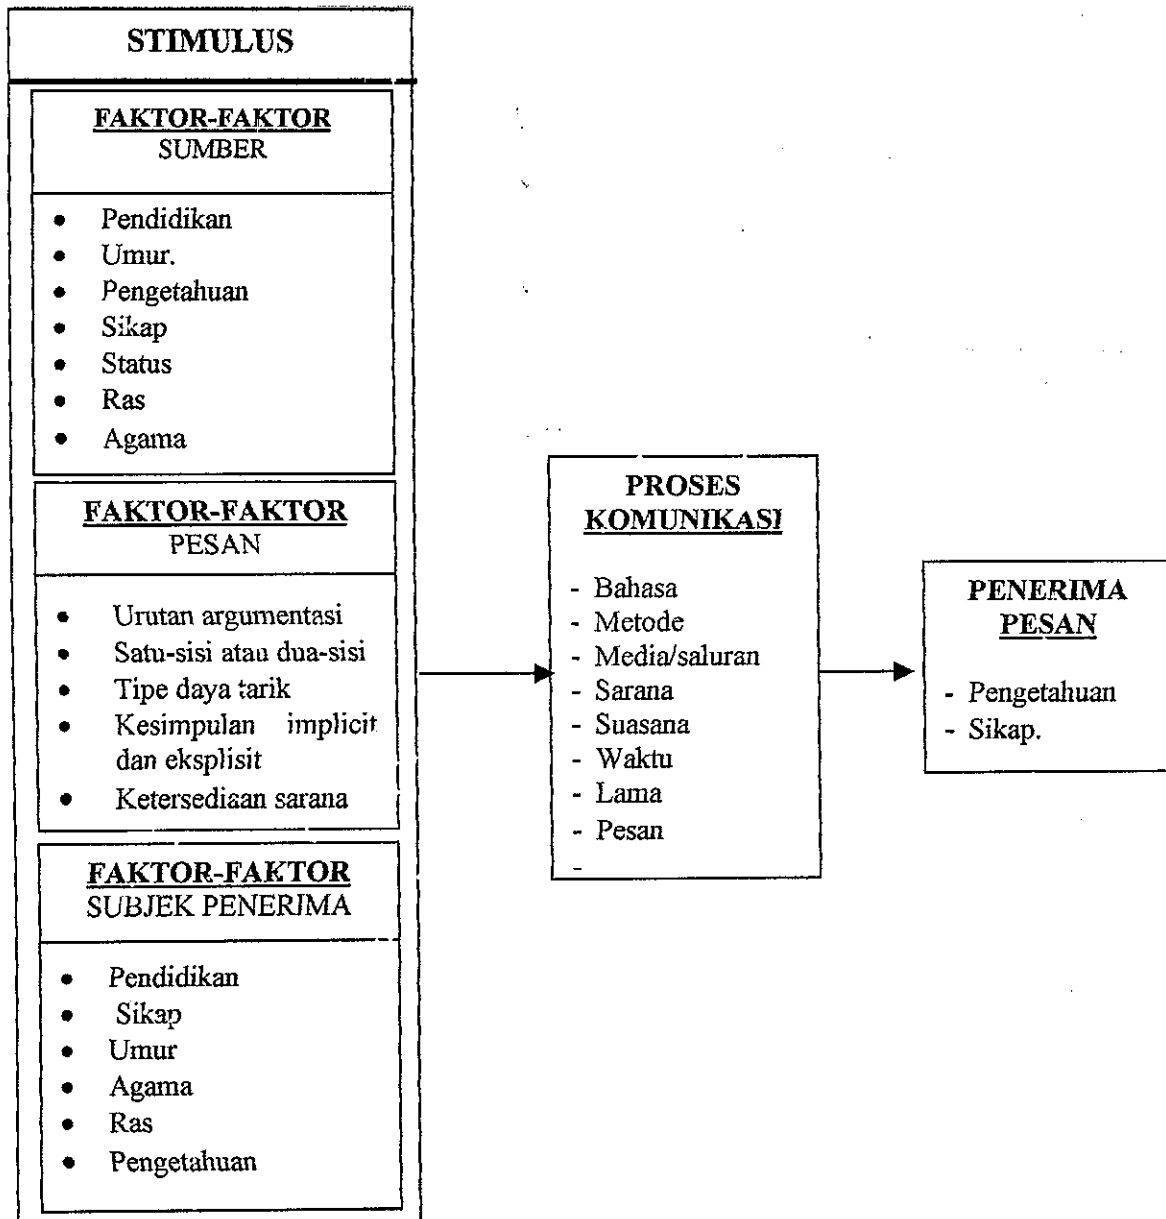 STIMULUS
FAKTOR-FAKTOR
SUMBER
• Pendidikan
• Umur.
• Pengetahuan
• Sikap
• Status
• Ras
• Agama
FAKTOR-FAKTOR
PESAN
• Urutan argumentasi
• Satu-sisi atau dua-sisi
• Tipe daya tarik
• Kesimpulan implicit
dan eksplisit
• Ketersediaan sarana
FAKTOR-FAKTOR
SUBJEK PENERIMA
• Pendidikan
• Sikap
• Umur
• Agama
• Ras
• Pengetahuan
PROSES
KOMUNIKASI
- Bahasa
- Metode
- Media/saluran
- Sarana
- Suasana
- Waktu
- Lama
- Pesan
-
PENERIMA
PESAN
- Pengetahuan
- Sikap.